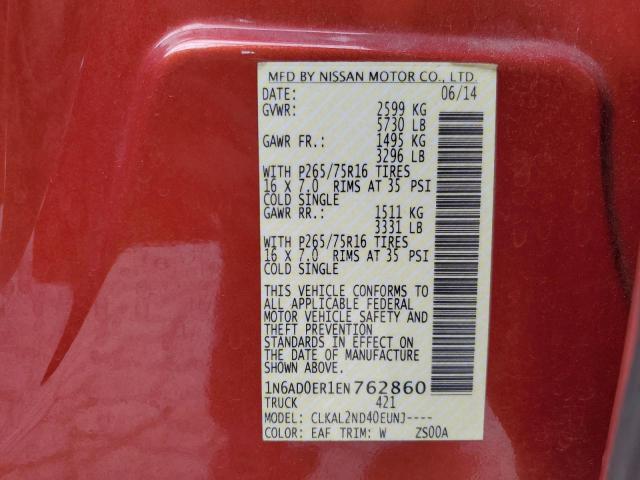 MFD BY NISSAN MOTOR CO., LTD.
DATE: 06/14
GVWR: 2599 KG
5730 LB
GAWR FR.: 1495 KG
3296 LB
WITH P265/75R16 TIRES
16 X 7.0 RIMS AT 35 PSI
COLD SINGLE
GAWR RR.: 1511 KG
3331 LB
WITH P265/75R16 TIRES
16 X 7.0 RIMS AT 35 PSI
COLD SINGLE
THIS VEHICLE CONFORMS TO
ALL APPLICABLE FEDERAL
MOTOR VEHICLE SAFETY AND
THEFT PREVENTION
STANDARDS IN EFFECT ON
THE DATE OF MANUFACTURE
SHOWN ABOVE.
1N6AD0ER1EN762860
TRUCK 421
MODEL: CLKAL2ND40EUNJ----
COLOR: EAF TRIM: W ZS00A